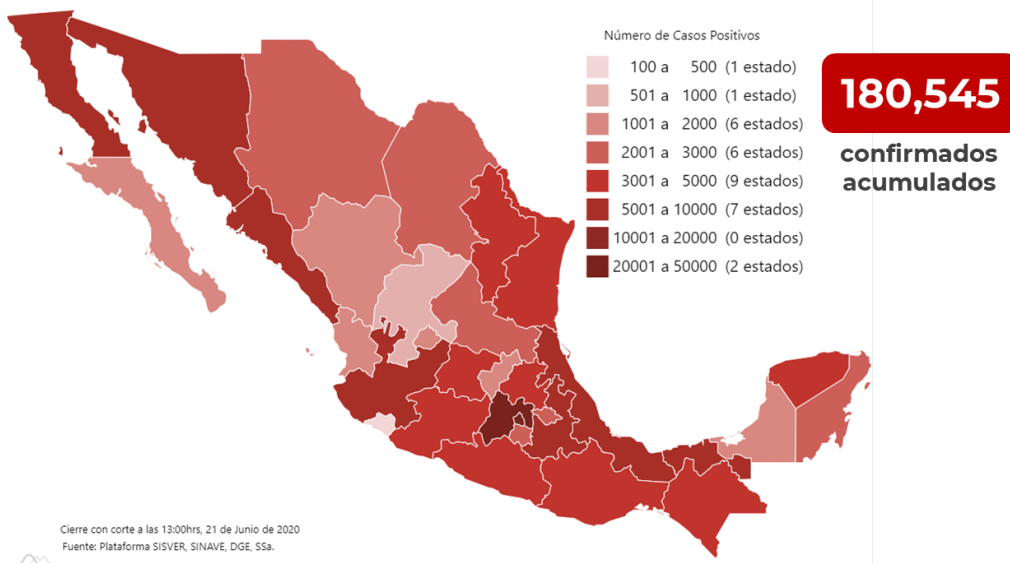 Número de Casos Positivos
100 a 500 (1 estado)
501 a 1000 (1 estado)
1001 a 2000 (6 estados)
2001 a 3000 (6 estados)
3001 a 5000 (9 estados)
5001 a 10000 (7 estados)
10001 a 20000 (0 estados)
20001 a 50000 (2 estados)
180,545
confirmados
acumulados
Cierre con corte a las 13:00hrs, 21 de Junio de 2020
Fuente: Plataforma SISVER, SINAVE, DGE, SSa.